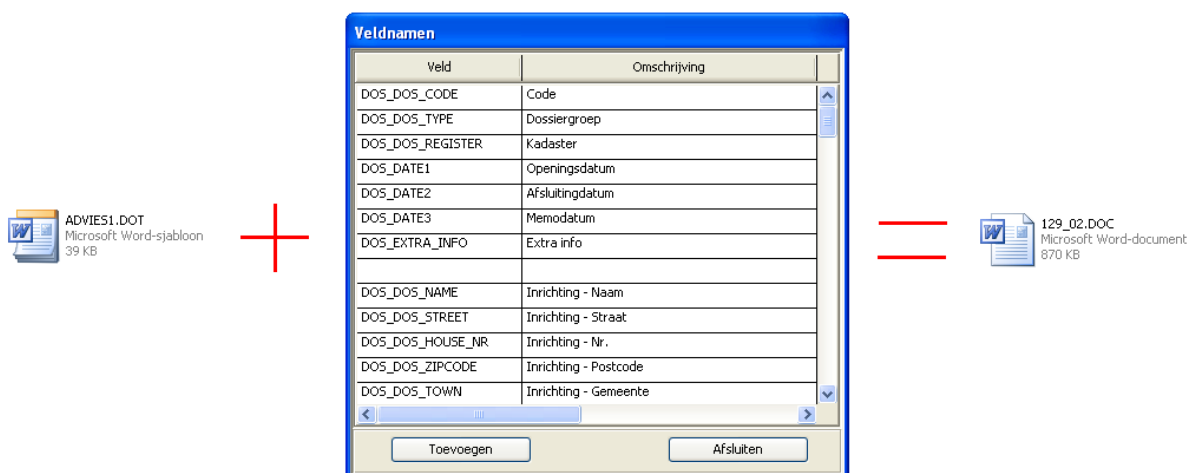 Veldnamen
Veld Omschrijving
DOS_DOS_CODE Code
DOS_DOS_TYPE Dossiergroep
DOS_DOS_REGISTER Kadaster
DOS_DATE1 Openingsdatum
DOS_DATE2 Afsluitingdatum
DOS_DATE3 Memodatum
DOS_EXTRA_INFO Extra info
DOS_DOS_NAME Inrichting - Naam
DOS_DOS_STREET Inrichting - Straat
DOS_DOS_HOUSE_NR Inrichting - Nr.
DOS_DOS_ZIPCODE Inrichting - Postcode
DOS_DOS_TOWN Inrichting - Gemeente
Toevoegen Afsluiten
ADVIES1.DOT
Microsoft Word-sjabloon
39 KB
129_02.DOC
Microsoft Word-document
870 KB